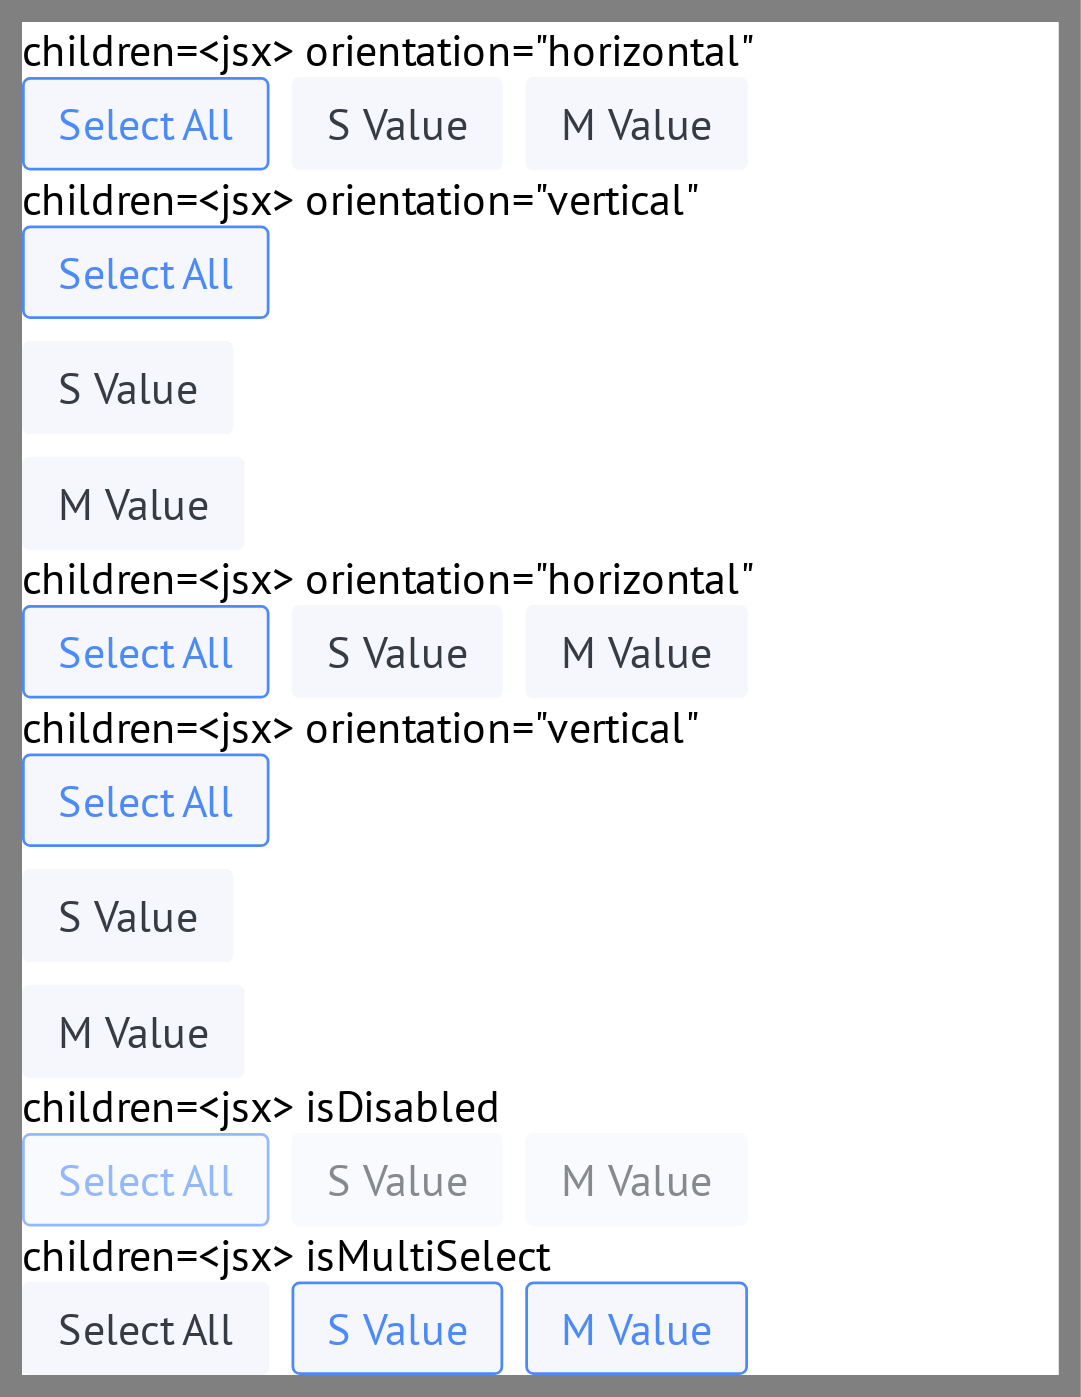 children=<jsx> orientation="horizontal"
Select All S Value M Value
children=<jsx> orientation="vertical"
Select All
S Value
M Value
children=<jsx> orientation="horizontal"
Select All S Value M Value
children=<jsx> orientation="vertical"
Select All
S Value
M Value
children=<jsx> isDisabled
Select All S Value M Value
children=<jsx> isMultiSelect
Select All S Value M Value